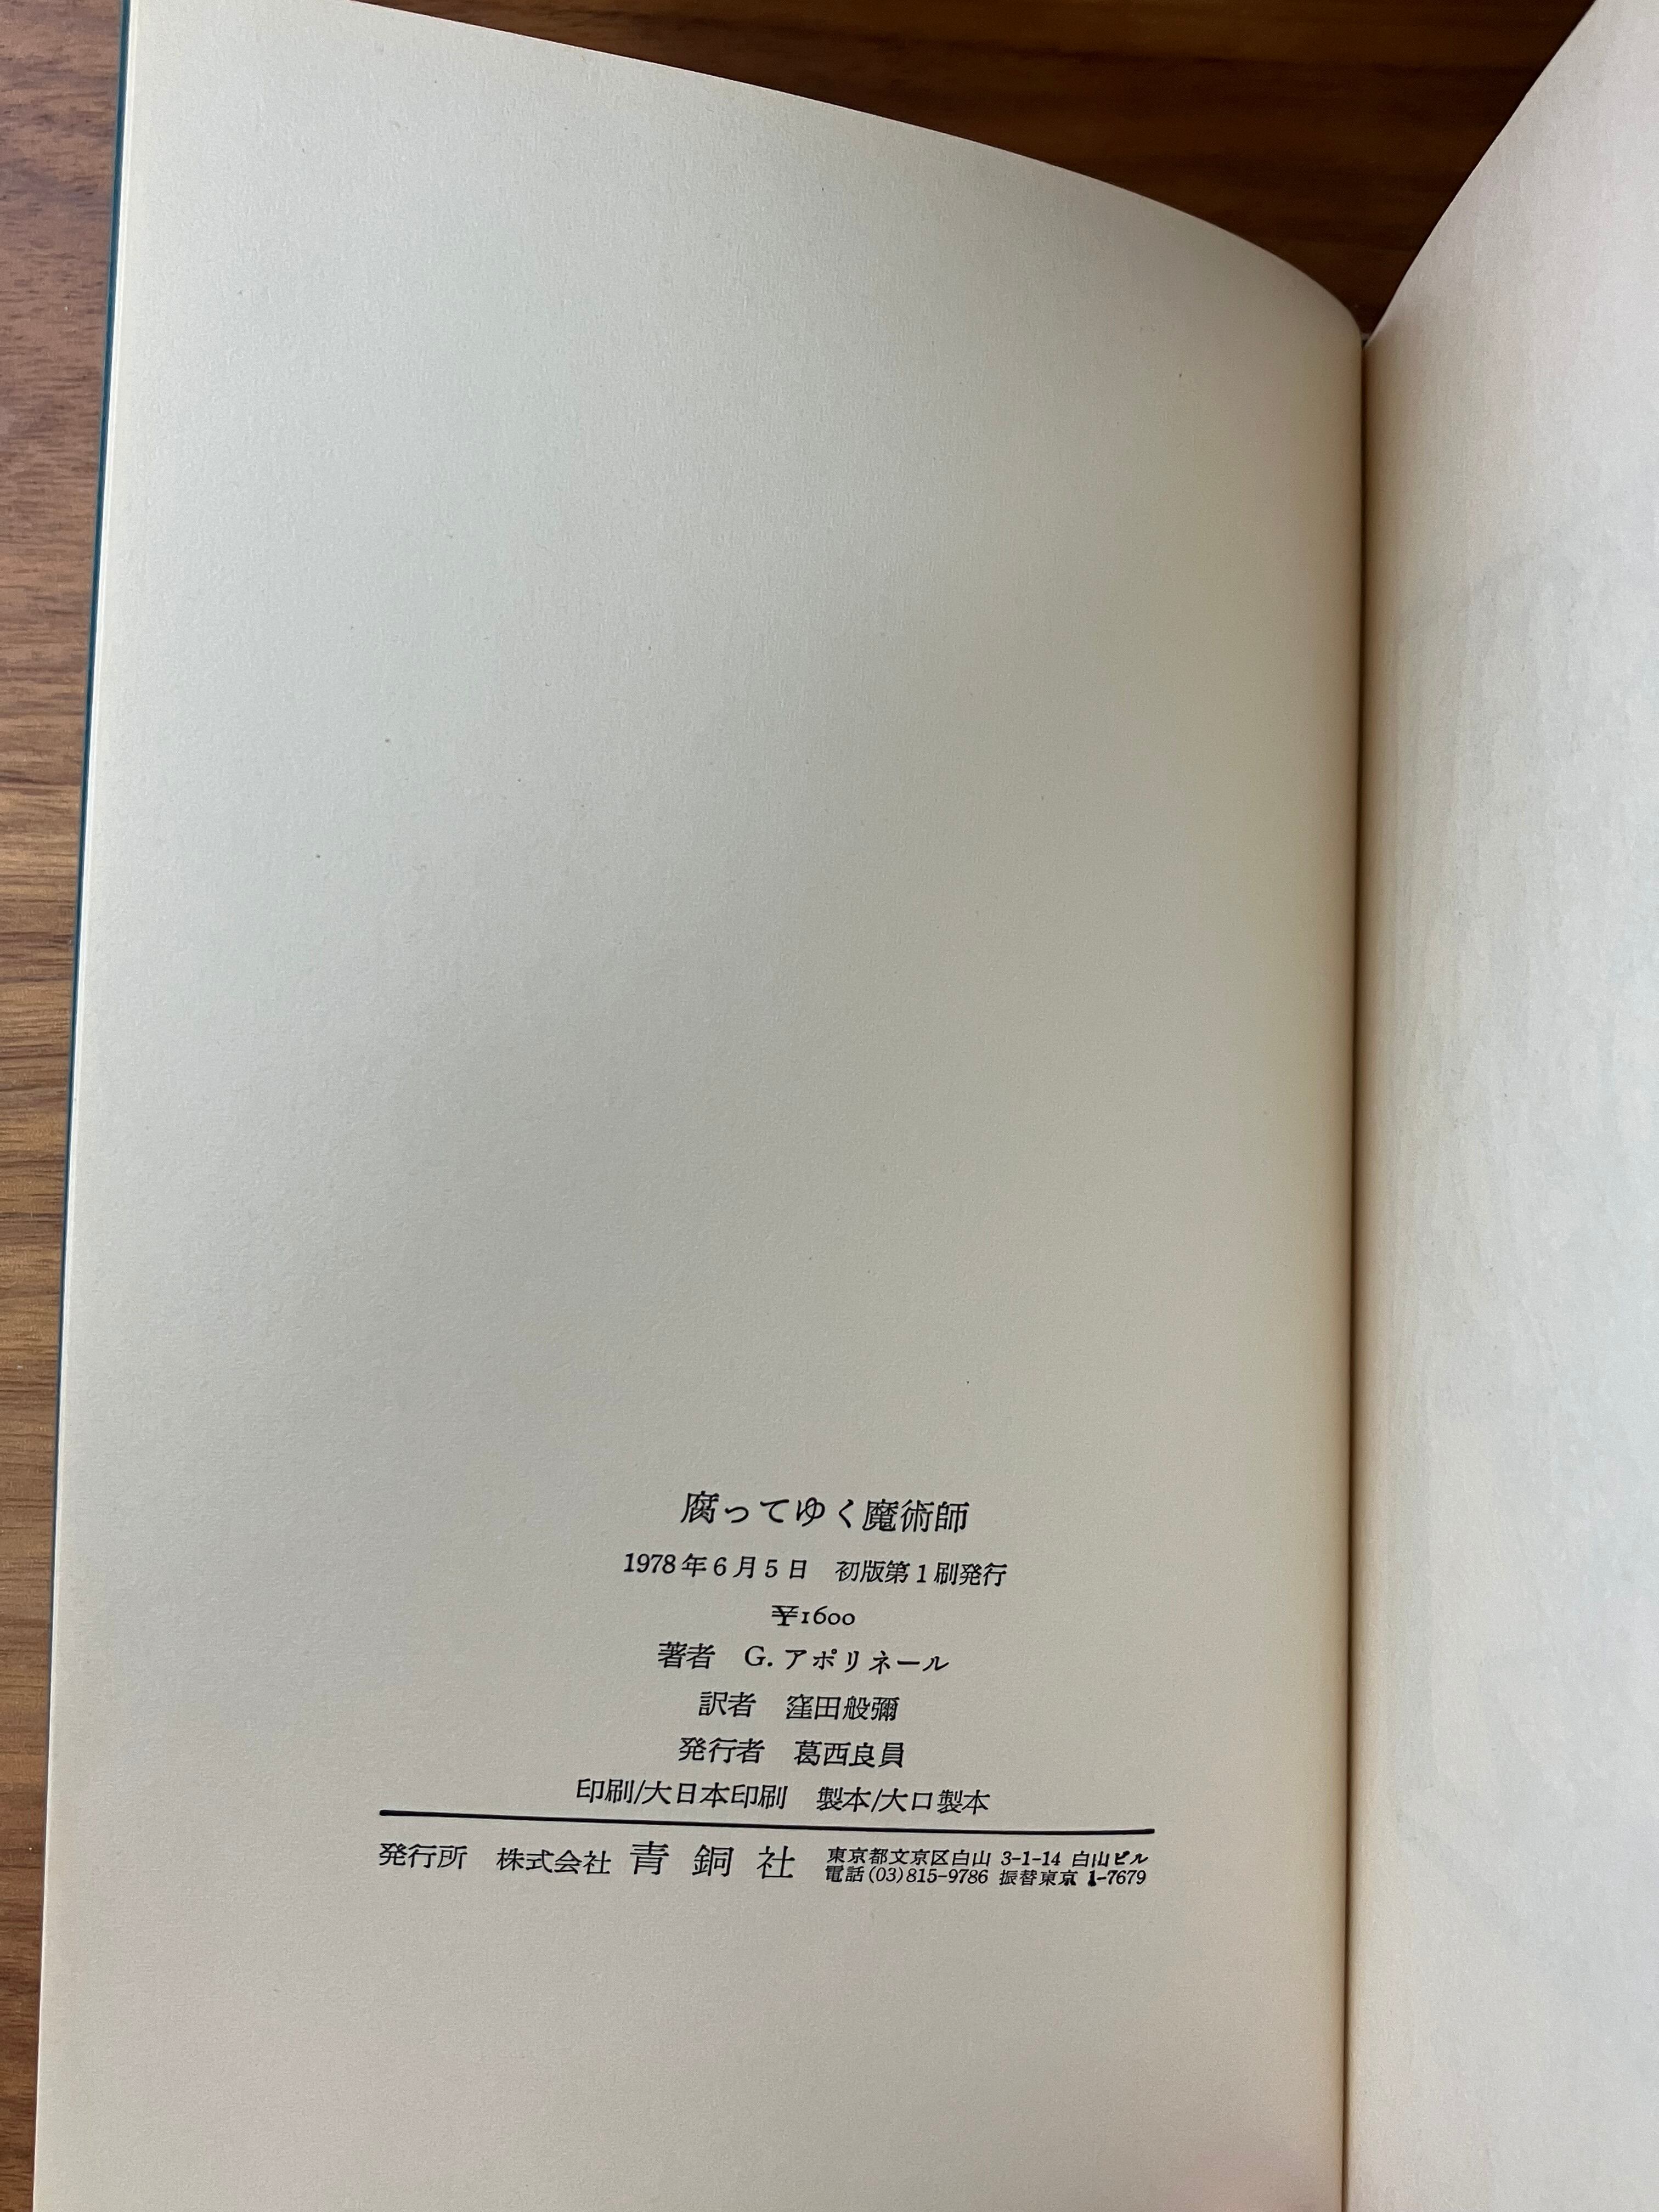 腐ってゆく魔術師
1978年6月5日　初版第1刷発行
¥1600
著者　G. アポリネール
訳者　窪田般彌
発行者　葛西良員
印刷/大日本印刷　製本/大口製本
発行所　株式会社 青銅社　東京都文京区白山 3-1-14 白山ビル
電話(03)815-9786 振替東京 1-7679